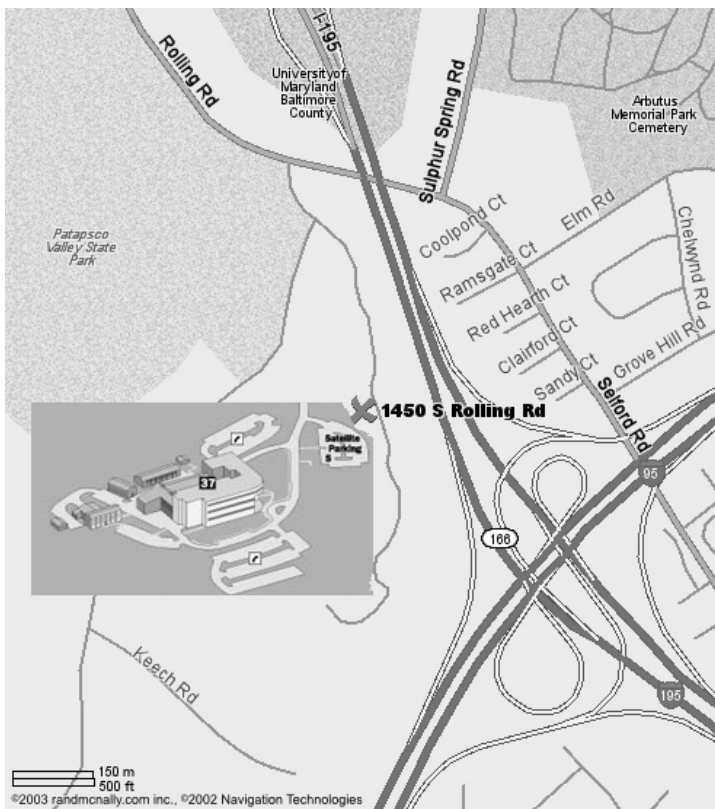 I-195
Rolling Rd
University of
Maryland
Baltimore
County
Sulphur Spring Rd
Arbutus
Memorial Park
Cemetery
Patapsco
Valley State
Park
Coolpond Ct
Elm Rd
Ramsgate Ct
Chelwynd Rd
Red Hearth Ct
Clairford Ct
Grove Hill Rd
Sandy Ct
Selford Rd
1450 S Rolling Rd
Satellite
Parking
S
37
95
166
Keech Rd
195
150 m
500 ft
©2003 randmcnally.com inc., ©2002 Navigation Technologies